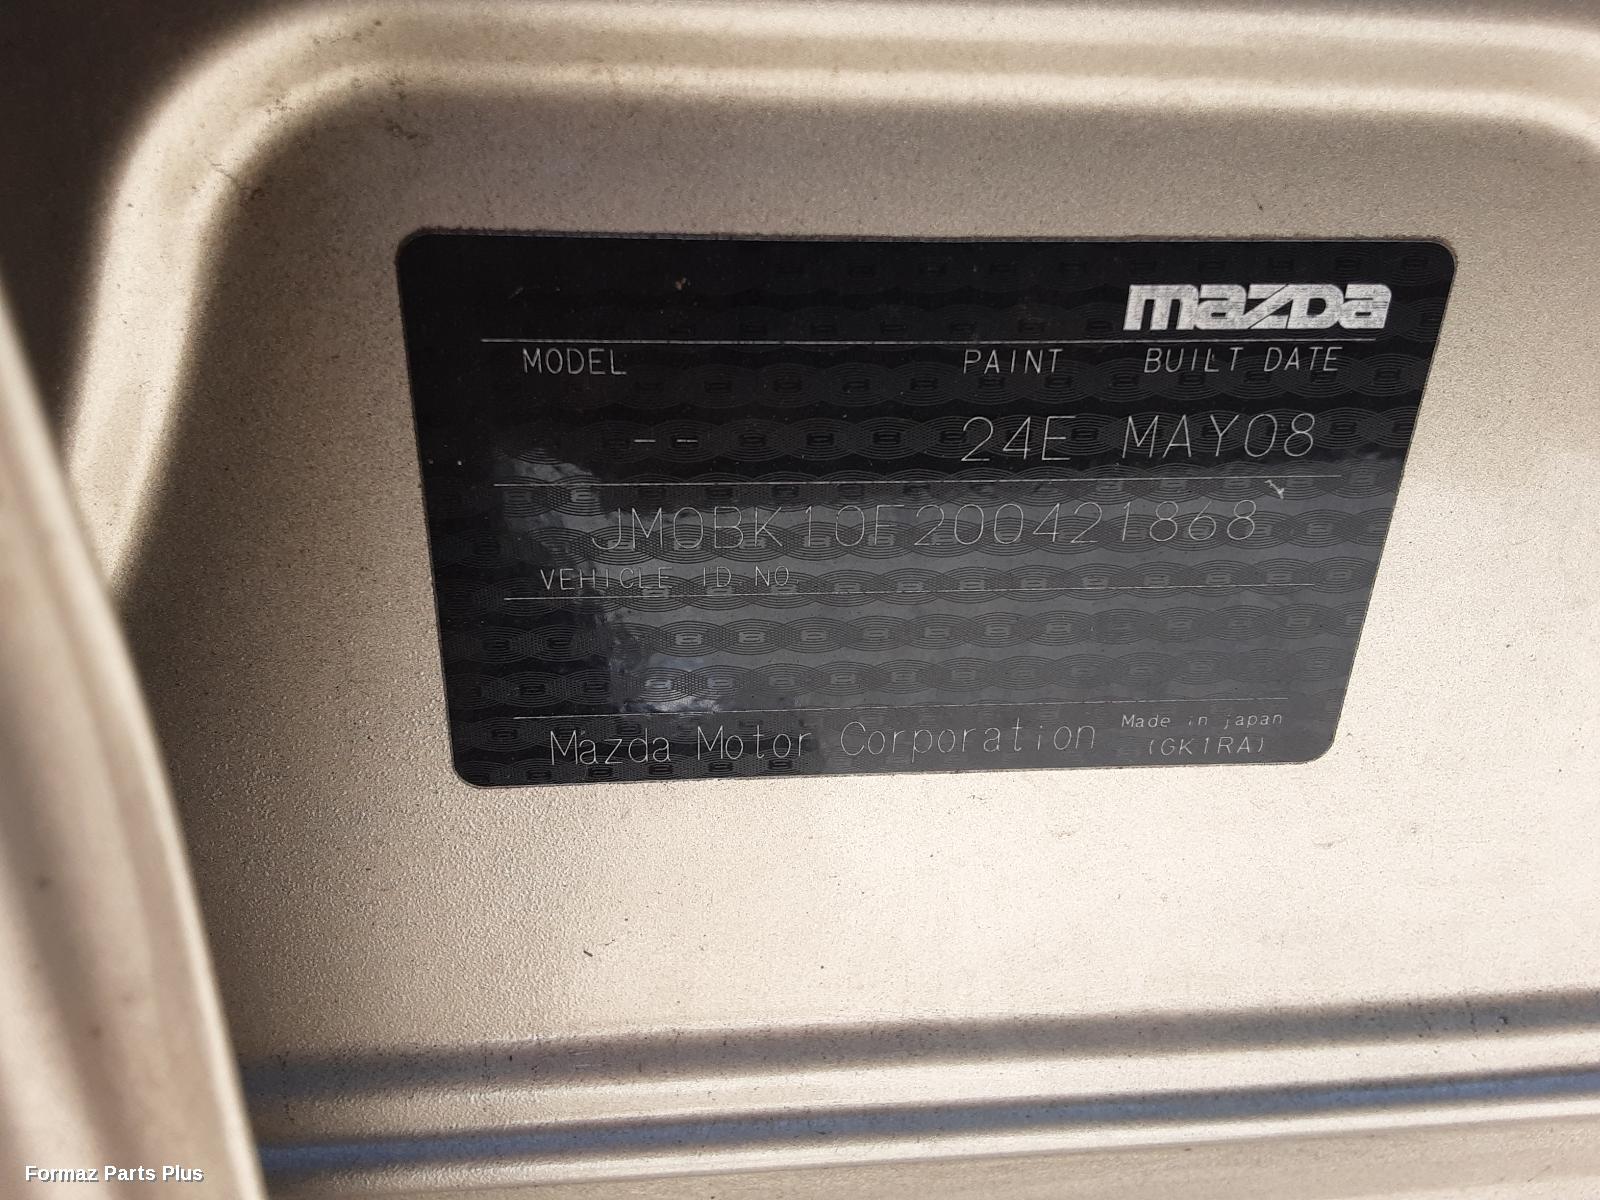 mazda
MODEL PAINT BUILT DATE
-- 24E MAY08
JM0BK10F200421868
VEHICLE ID NO.
Mazda Motor Corporation Made in japan
(GK1RA)
Formaz Parts Plus